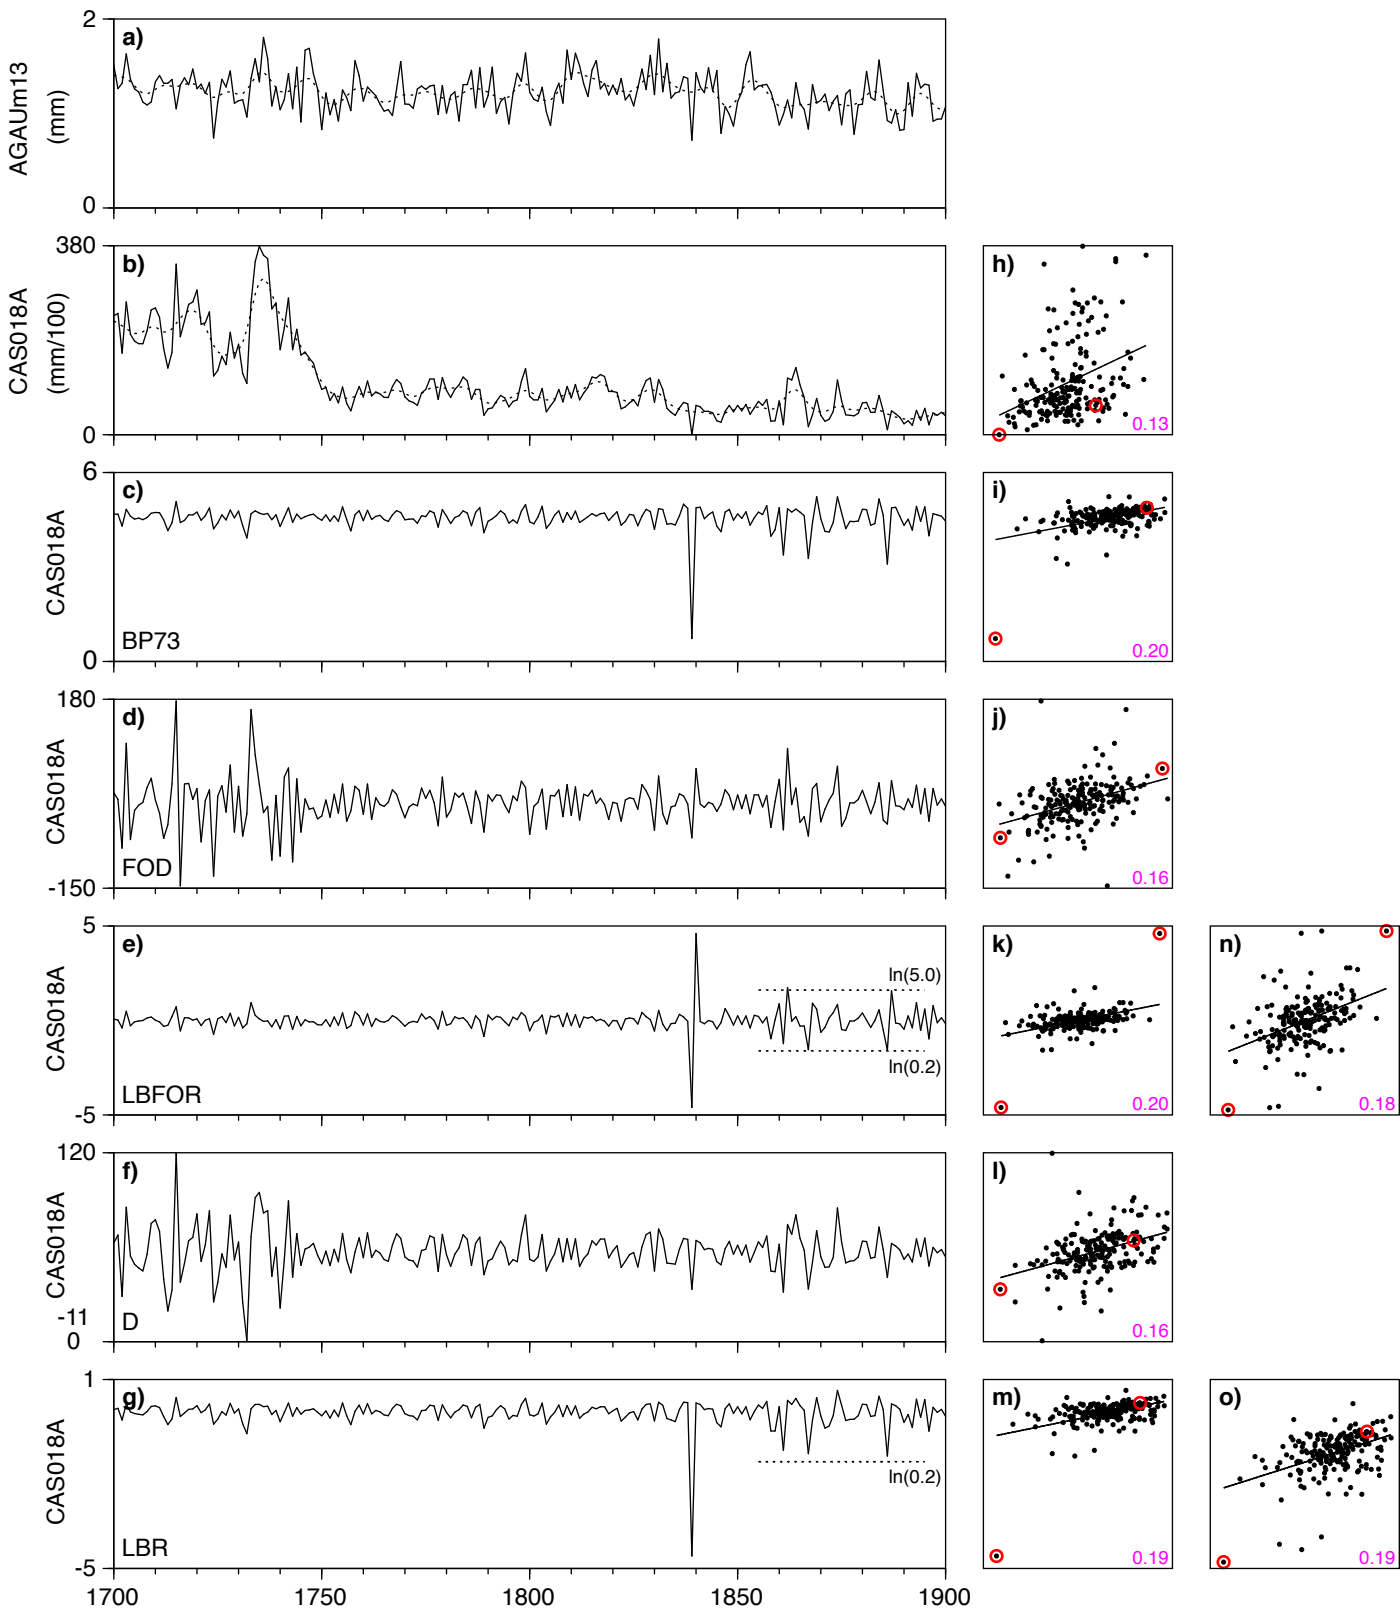 2
a)
AGAUm13
(mm)
0
380
b)
CAS018A
(mm/100)
0
h)
0.13
6
c)
CAS018A
BP73
0
i)
0.20
180
d)
CAS018A
FOD
-150
j)
0.16
5
e)
CAS018A
ln(5.0)
ln(0.2)
LBFOR
-5
k)
0.20
n)
0.18
120
f)
CAS018A
-11
D
0
l)
0.16
1
g)
CAS018A
ln(0.2)
LBR
-5
m)
0.19
o)
0.19
1700 1750 1800 1850 1900